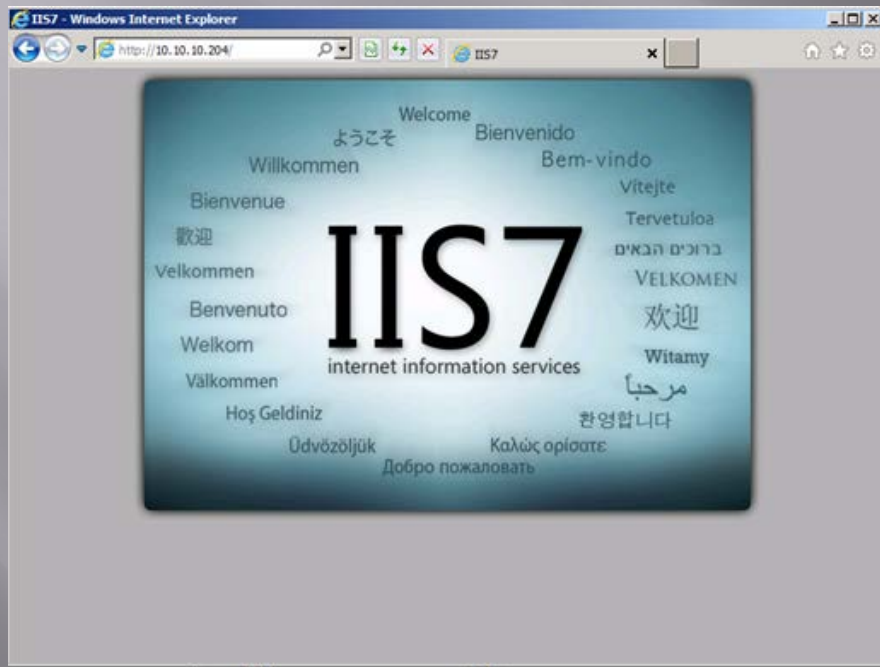 IIS7 - Windows Internet Explorer
http://10.10.10.204/
IIS7
Welcome
ようこそ
Bienvenido
Willkommen
Bem-vindo
Vítejte
Bienvenue
Tervetuloa
歡迎
ברוכים הבאים
Velkommen
VELKOMEN
Benvenuto
欢迎
IIS7
Welkom
Witamy
internet information services
Välkommen
مرحباً
Hoş Geldiniz
환영합니다
Üdvözöljük
Καλώς ορίσατε
Добро пожаловать